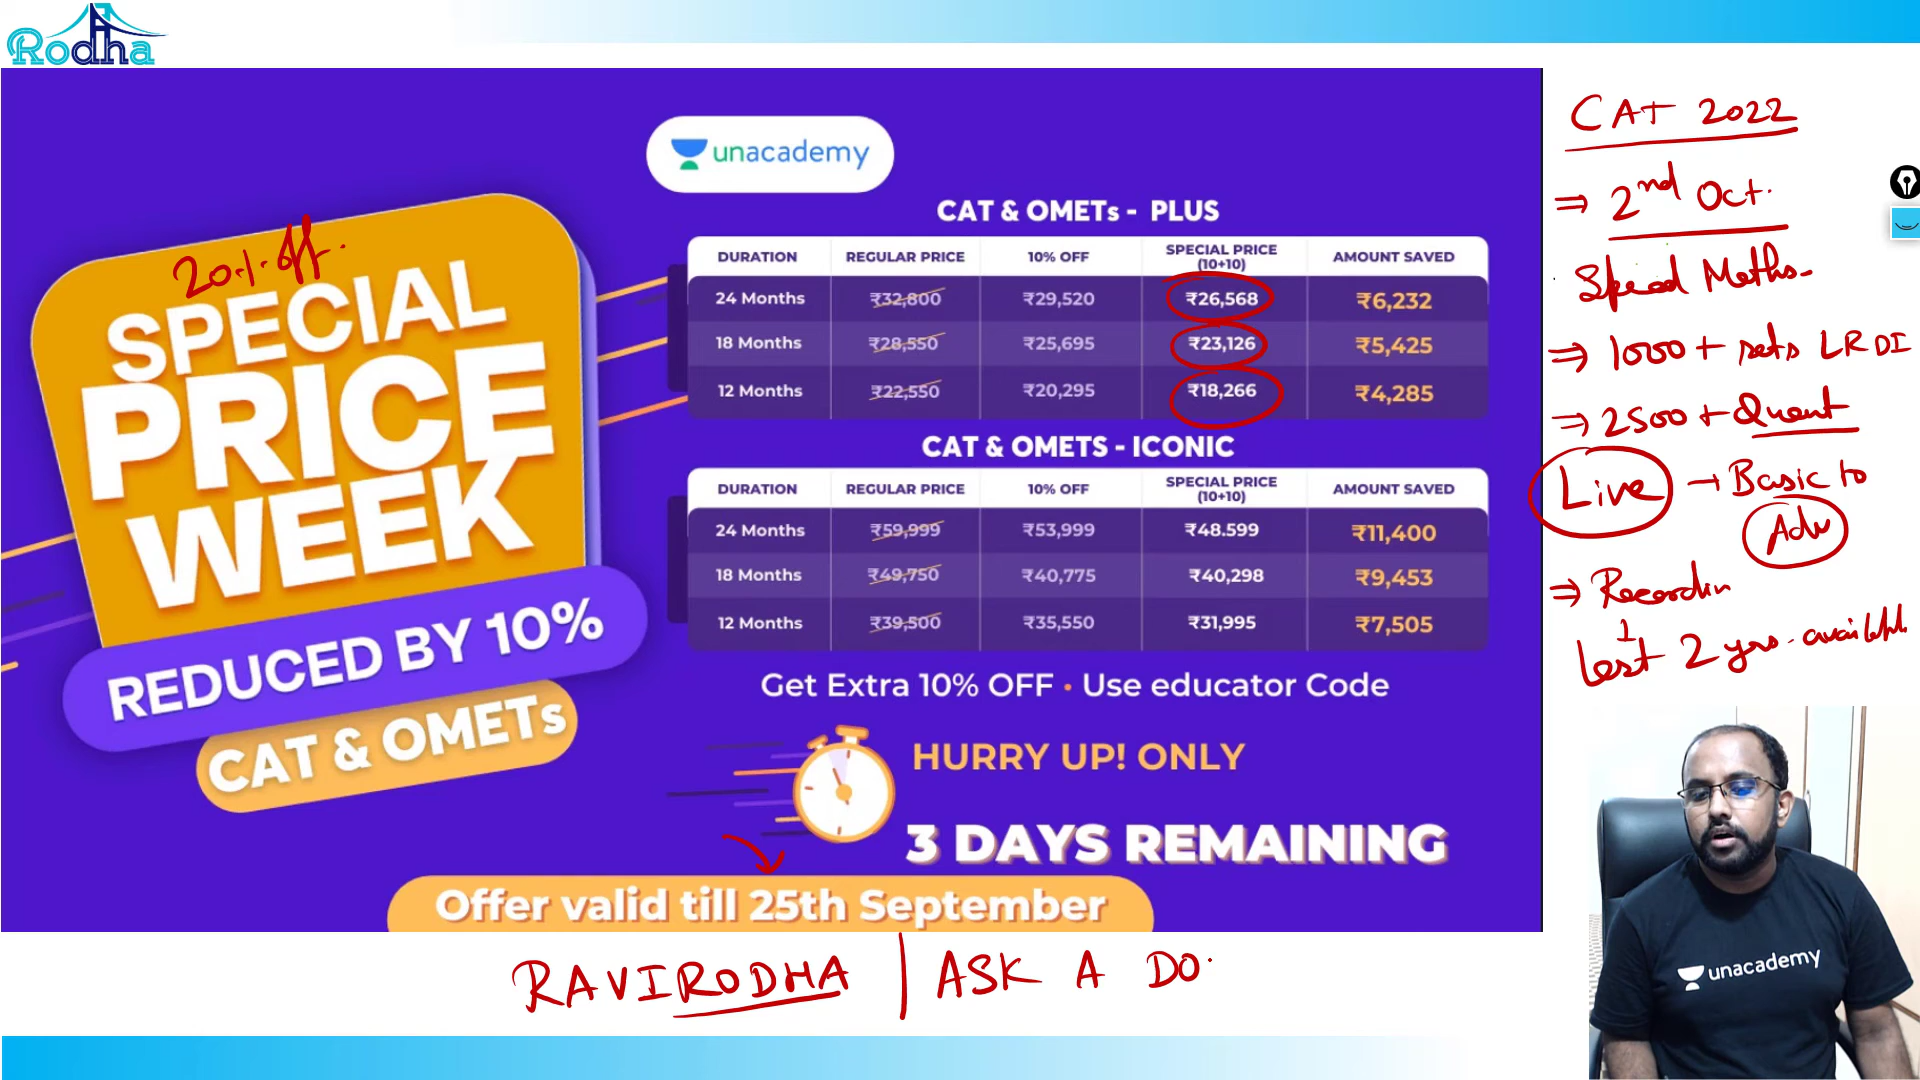 Rodha
unacademy
CAT & OMETs - PLUS
DURATION REGULAR PRICE 10% OFF SPECIAL PRICE (10+10) AMOUNT SAVED
24 Months ₹32,800 ₹29,520 ₹26,568 ₹6,232
18 Months ₹28,550 ₹25,695 ₹23,126 ₹5,425
12 Months ₹22,550 ₹20,295 ₹18,266 ₹4,285
CAT & OMETS - ICONIC
DURATION REGULAR PRICE 10% OFF SPECIAL PRICE (10+10) AMOUNT SAVED
24 Months ₹59,999 ₹53,999 ₹48.599 ₹11,400
18 Months ₹49,750 ₹40,775 ₹40,298 ₹9,453
12 Months ₹39,500 ₹35,550 ₹31,995 ₹7,505
Get Extra 10% OFF • Use educator Code
HURRY UP! ONLY
3 DAYS REMAINING
20% off.
SPECIAL
PRICE
WEEK
REDUCED BY 10%
CAT & OMETs
Offer valid till 25th September
RAVIRODHA | ASK A DO
CAT 2022
⇒ 2nd Oct.
Speed Maths
⇒ 1000 + sets LRDI
⇒ 2500 + Quant
Live → Basic to
Adv
⇒ Recordin
last 2 yrs. available
unacademy